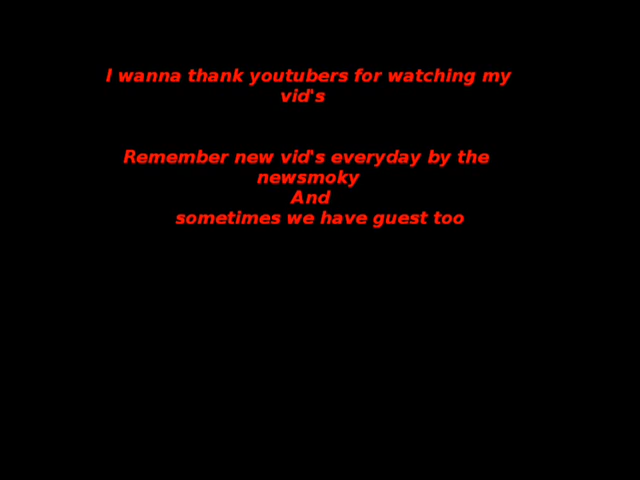 I wanna thank youtubers for watching my
vid's
Remember new vid's everyday by the
newsmoky
And
sometimes we have guest too